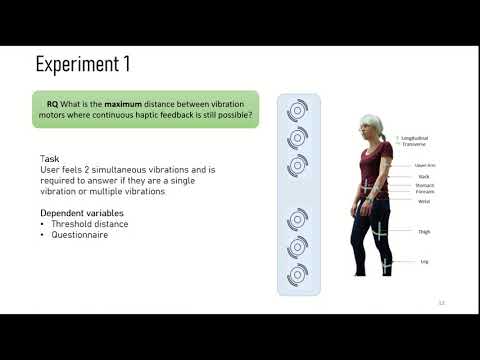 Experiment 1
RQ What is the maximum distance between vibration
motors where continuous haptic feedback is still possible?
Task
User feels 2 simultaneous vibrations and is
required to answer if they are a single
vibration or multiple vibrations
Dependent variables
• Threshold distance
• Questionnaire
Longitudinal
Transverse
Upper Arm
Back
Stomach
Forearm
Wrist
Thigh
Leg
12